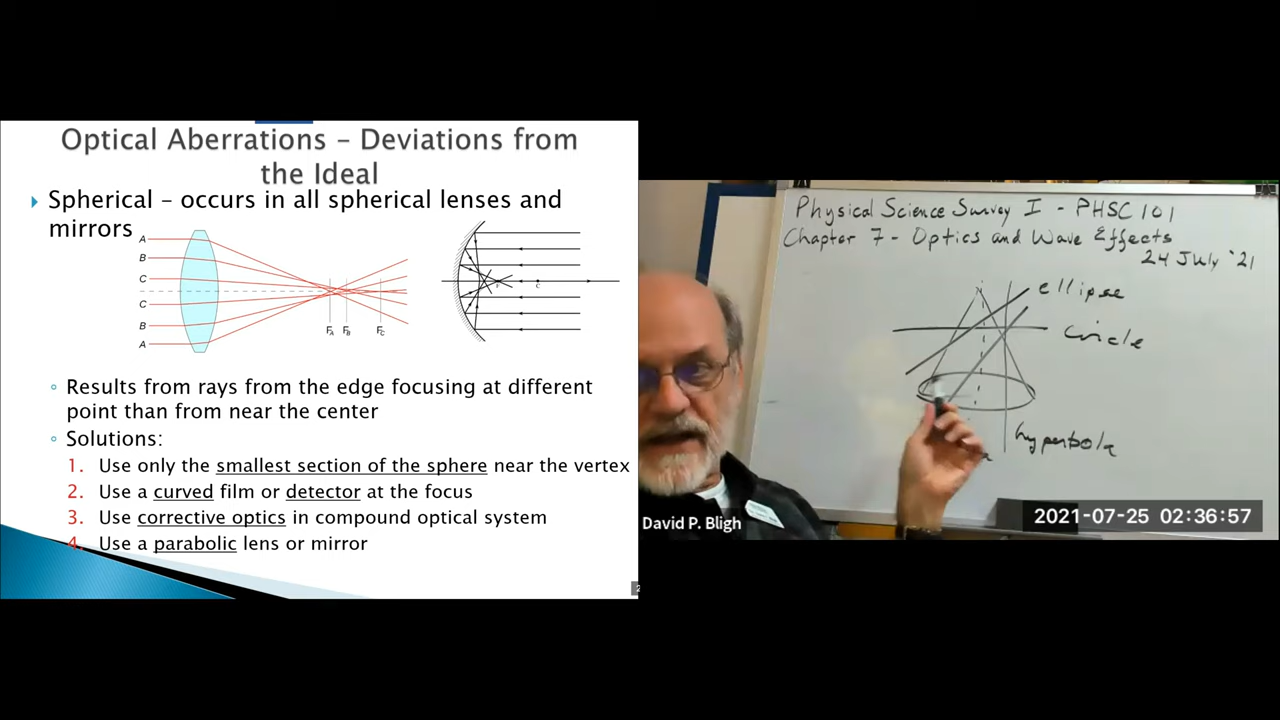 Optical Aberrations – Deviations from
the Ideal
Spherical – occurs in all spherical lenses and
mirrors
A
B
C
C
B
A
FA FB FC
F C
Results from rays from the edge focusing at different
point than from near the center
Solutions:
1. Use only the smallest section of the sphere near the vertex
2. Use a curved film or detector at the focus
3. Use corrective optics in compound optical system
4. Use a parabolic lens or mirror
Physical Science Survey I - PHSC 101
Chapter 7 - Optics and Wave Effects
24 July '21
ellipse
circle
hyperbola
David P. Bligh
2021-07-25 02:36:57